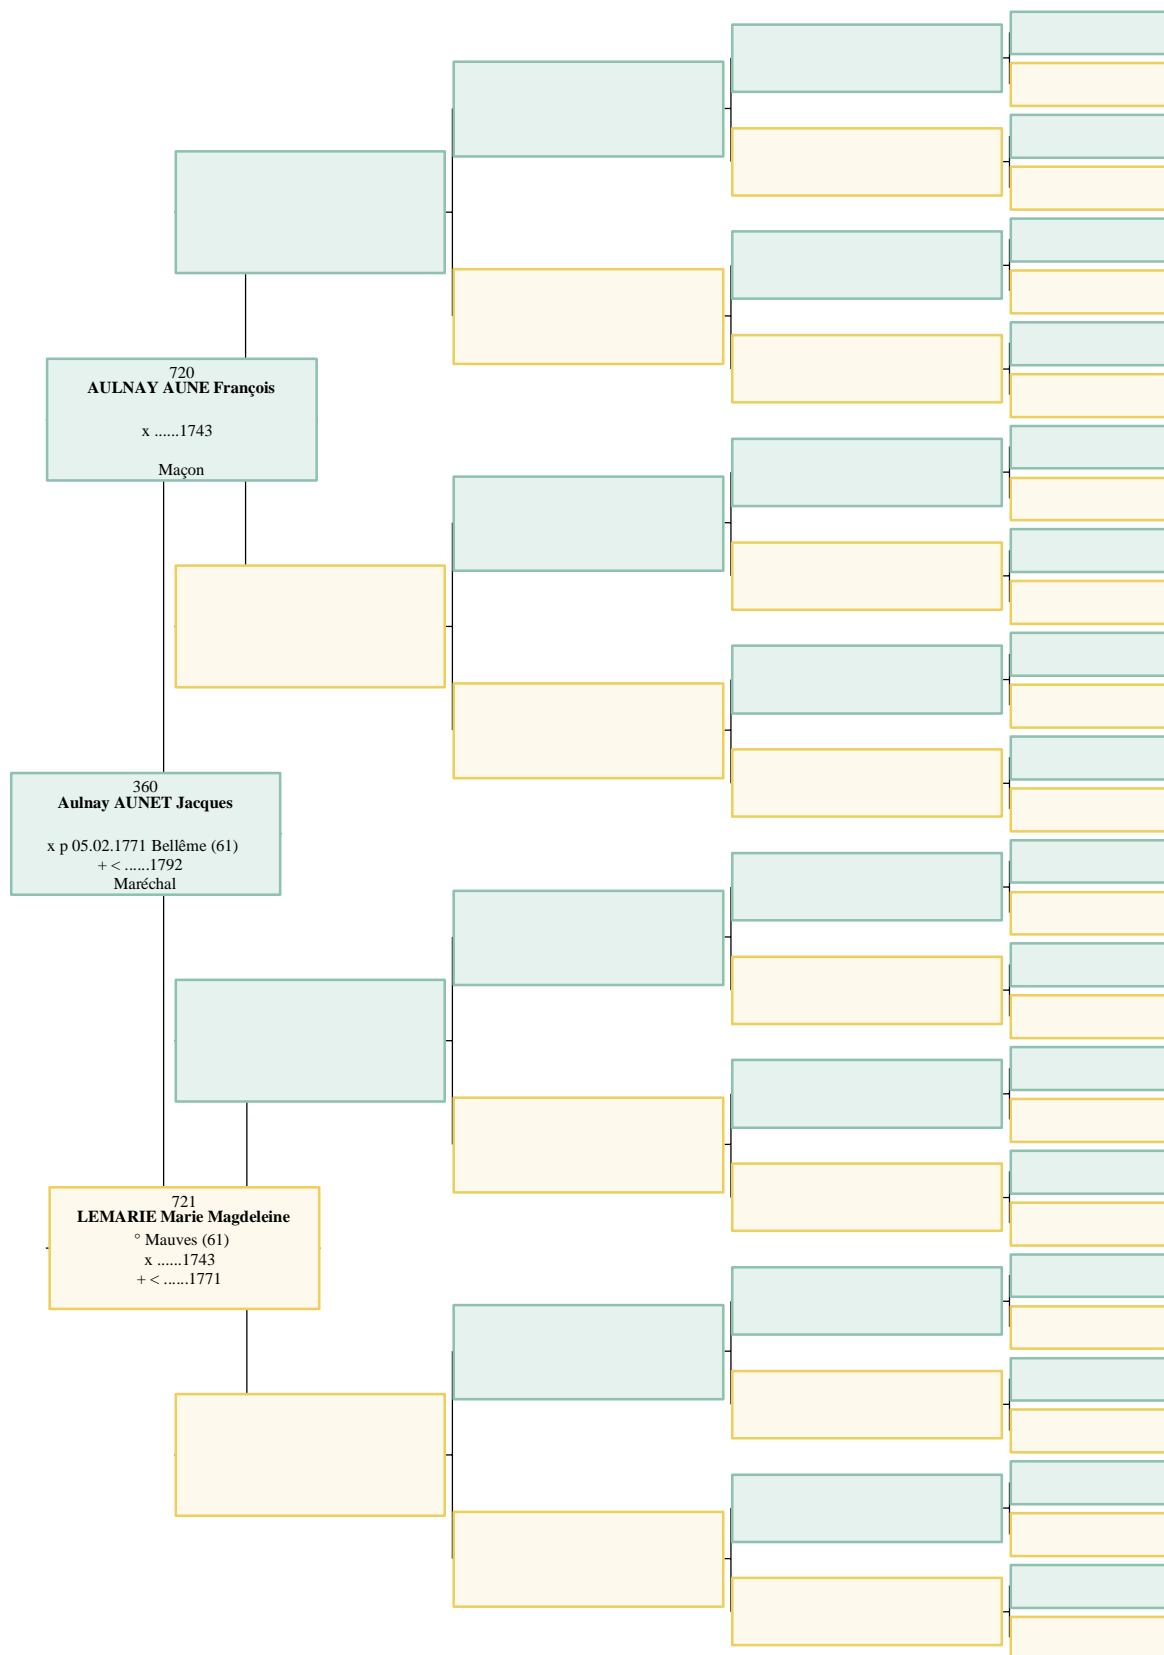 720
AULNAY AUNE François
x ......1743
Maçon
360
Aulnay AUNET Jacques
x p 05.02.1771 Bellême (61)
+ < ......1792
Maréchal
721
LEMARIE Marie Magdeleine
° Mauves (61)
x ......1743
+ < ......1771